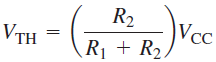 V_TH = (R_2 / (R_1 + R_2)) V_CC